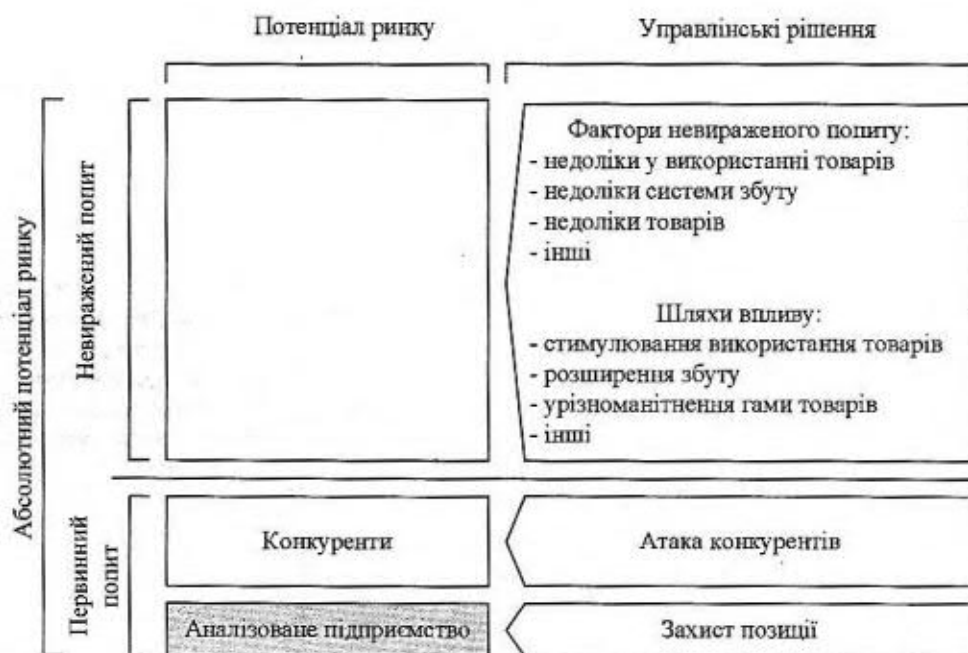 Потенціал ринку
Управлінські рішення
Абсолютний потенціал ринку
Невиражений попит
Фактори невираженого попиту:
- недоліки у використанні товарів
- недоліки системи збуту
- недоліки товарів
- інші
Шляхи впливу:
- стимулювання використання товарів
- розширення збуту
- урізноманітнення гами товарів
- інші
Первинний
попит
Конкуренти
Атака конкурентів
Аналізоване підприємство
Захист позиції